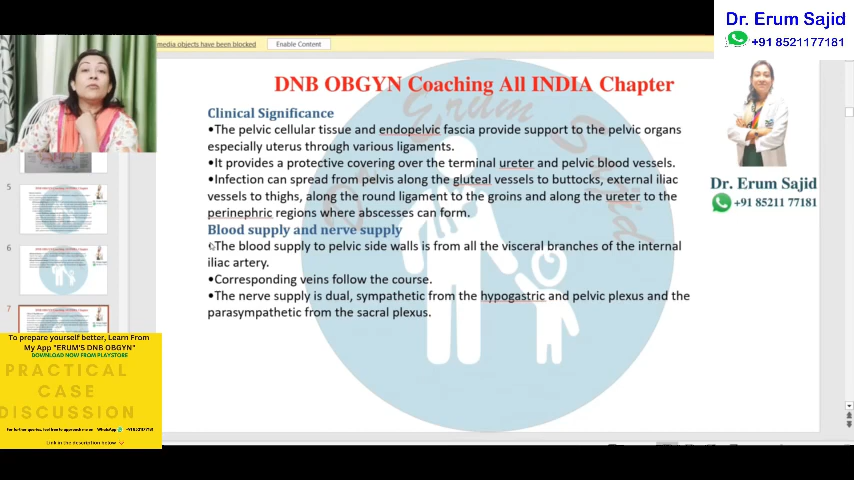 Dr. Erum Sajid
+91 8521177181
media objects have been blocked
Enable Content
DNB OBGYN Coaching All INDIA Chapter
Clinical Significance
•The pelvic cellular tissue and endopelvic fascia provide support to the pelvic organs
especially uterus through various ligaments.
•It provides a protective covering over the terminal ureter and pelvic blood vessels.
•Infection can spread from pelvis along the gluteal vessels to buttocks, external iliac
vessels to thighs, along the round ligament to the groins and along the ureter to the
perinephric regions where abscesses can form.
Blood supply and nerve supply
•The blood supply to pelvic side walls is from all the visceral branches of the internal
iliac artery.
•Corresponding veins follow the course.
•The nerve supply is dual, sympathetic from the hypogastric and pelvic plexus and the
parasympathetic from the sacral plexus.
Dr. Erum Sajid
+91 85211 77181
5
6
7
To prepare yourself better, Learn From
My App "ERUM'S DNB OBGYN"
DOWNLOAD NOW FROM PLAYSTORE
PRACTICAL
CASE
DISCUSSION
Link in the description below